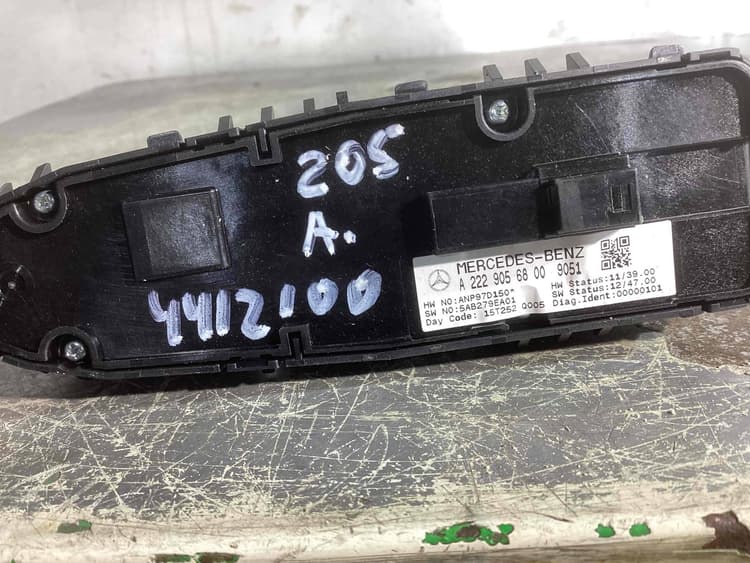 205
A.
4412100
MERCEDES-BENZ
A 222 905 68 00 9051
HW NO:ANP97D150* HW Status:11/39.00
SW NO:5AB279EA01 SW Status:12/47.00
Day Code: 15T252 0005 Diag.Ident:00000101